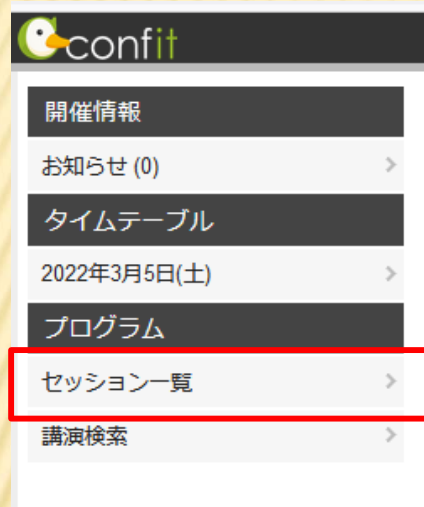 confit
開催情報
お知らせ (0)
タイムテーブル
2022年3月5日(土)
プログラム
セッション一覧
講演検索